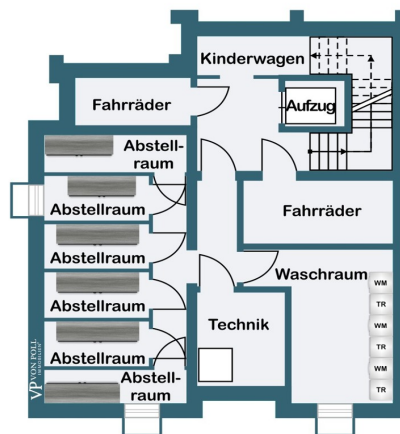 Kinderwagen
Fahrräder
Aufzug
Abstell-
raum
Abstellraum
Fahrräder
Abstellraum
Waschraum
WM
TR
Abstellraum
Technik
WM
TR
Abstellraum
WM
TR
Abstell-
raum
VP VON POLL
IMMOBILIEN